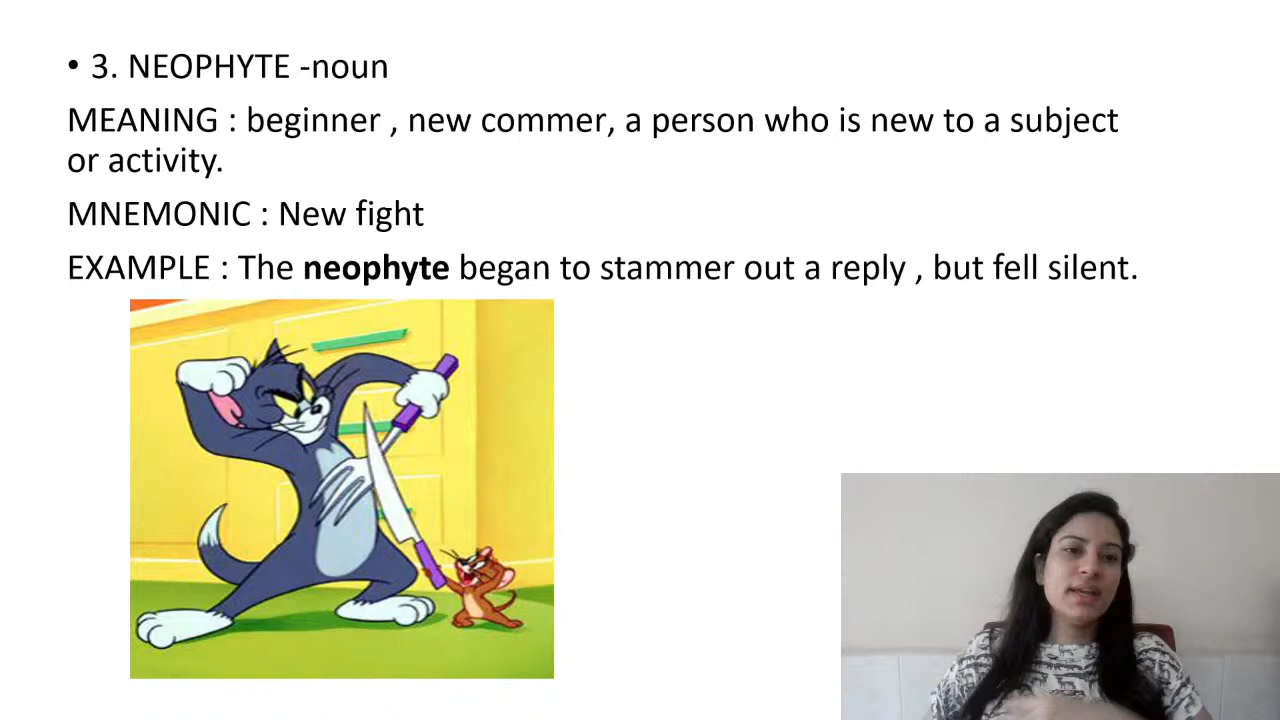 • 3. NEOPHYTE -noun
MEANING : beginner , new commer, a person who is new to a subject
or activity.
MNEMONIC : New fight
EXAMPLE : The neophyte began to stammer out a reply , but fell silent.